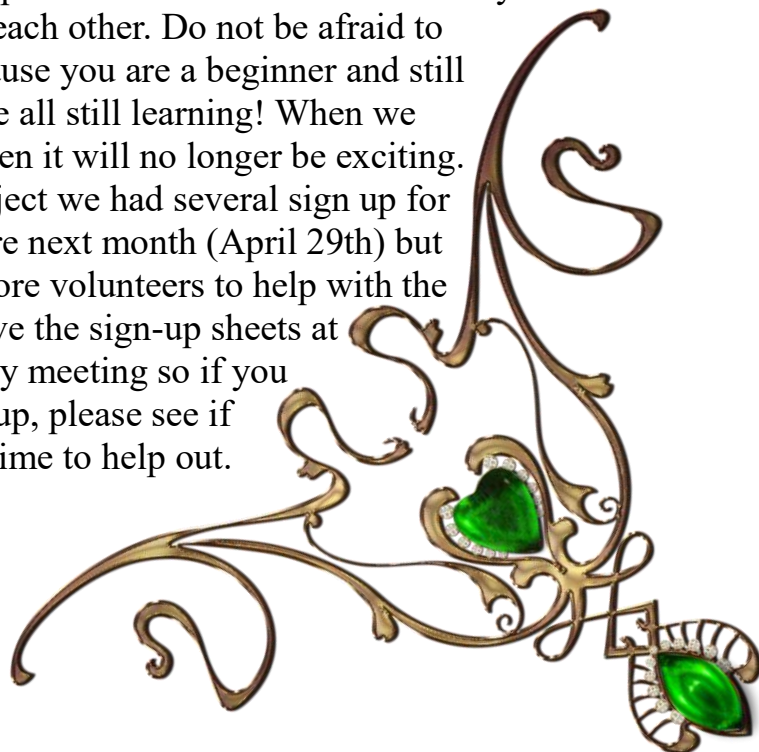 each other. Do not be afraid to
use you are a beginner and still
e all still learning! When we
en it will no longer be exciting.
ject we had several sign up for
re next month (April 29th) but
ore volunteers to help with the
ve the sign-up sheets at
y meeting so if you
up, please see if
ime to help out.